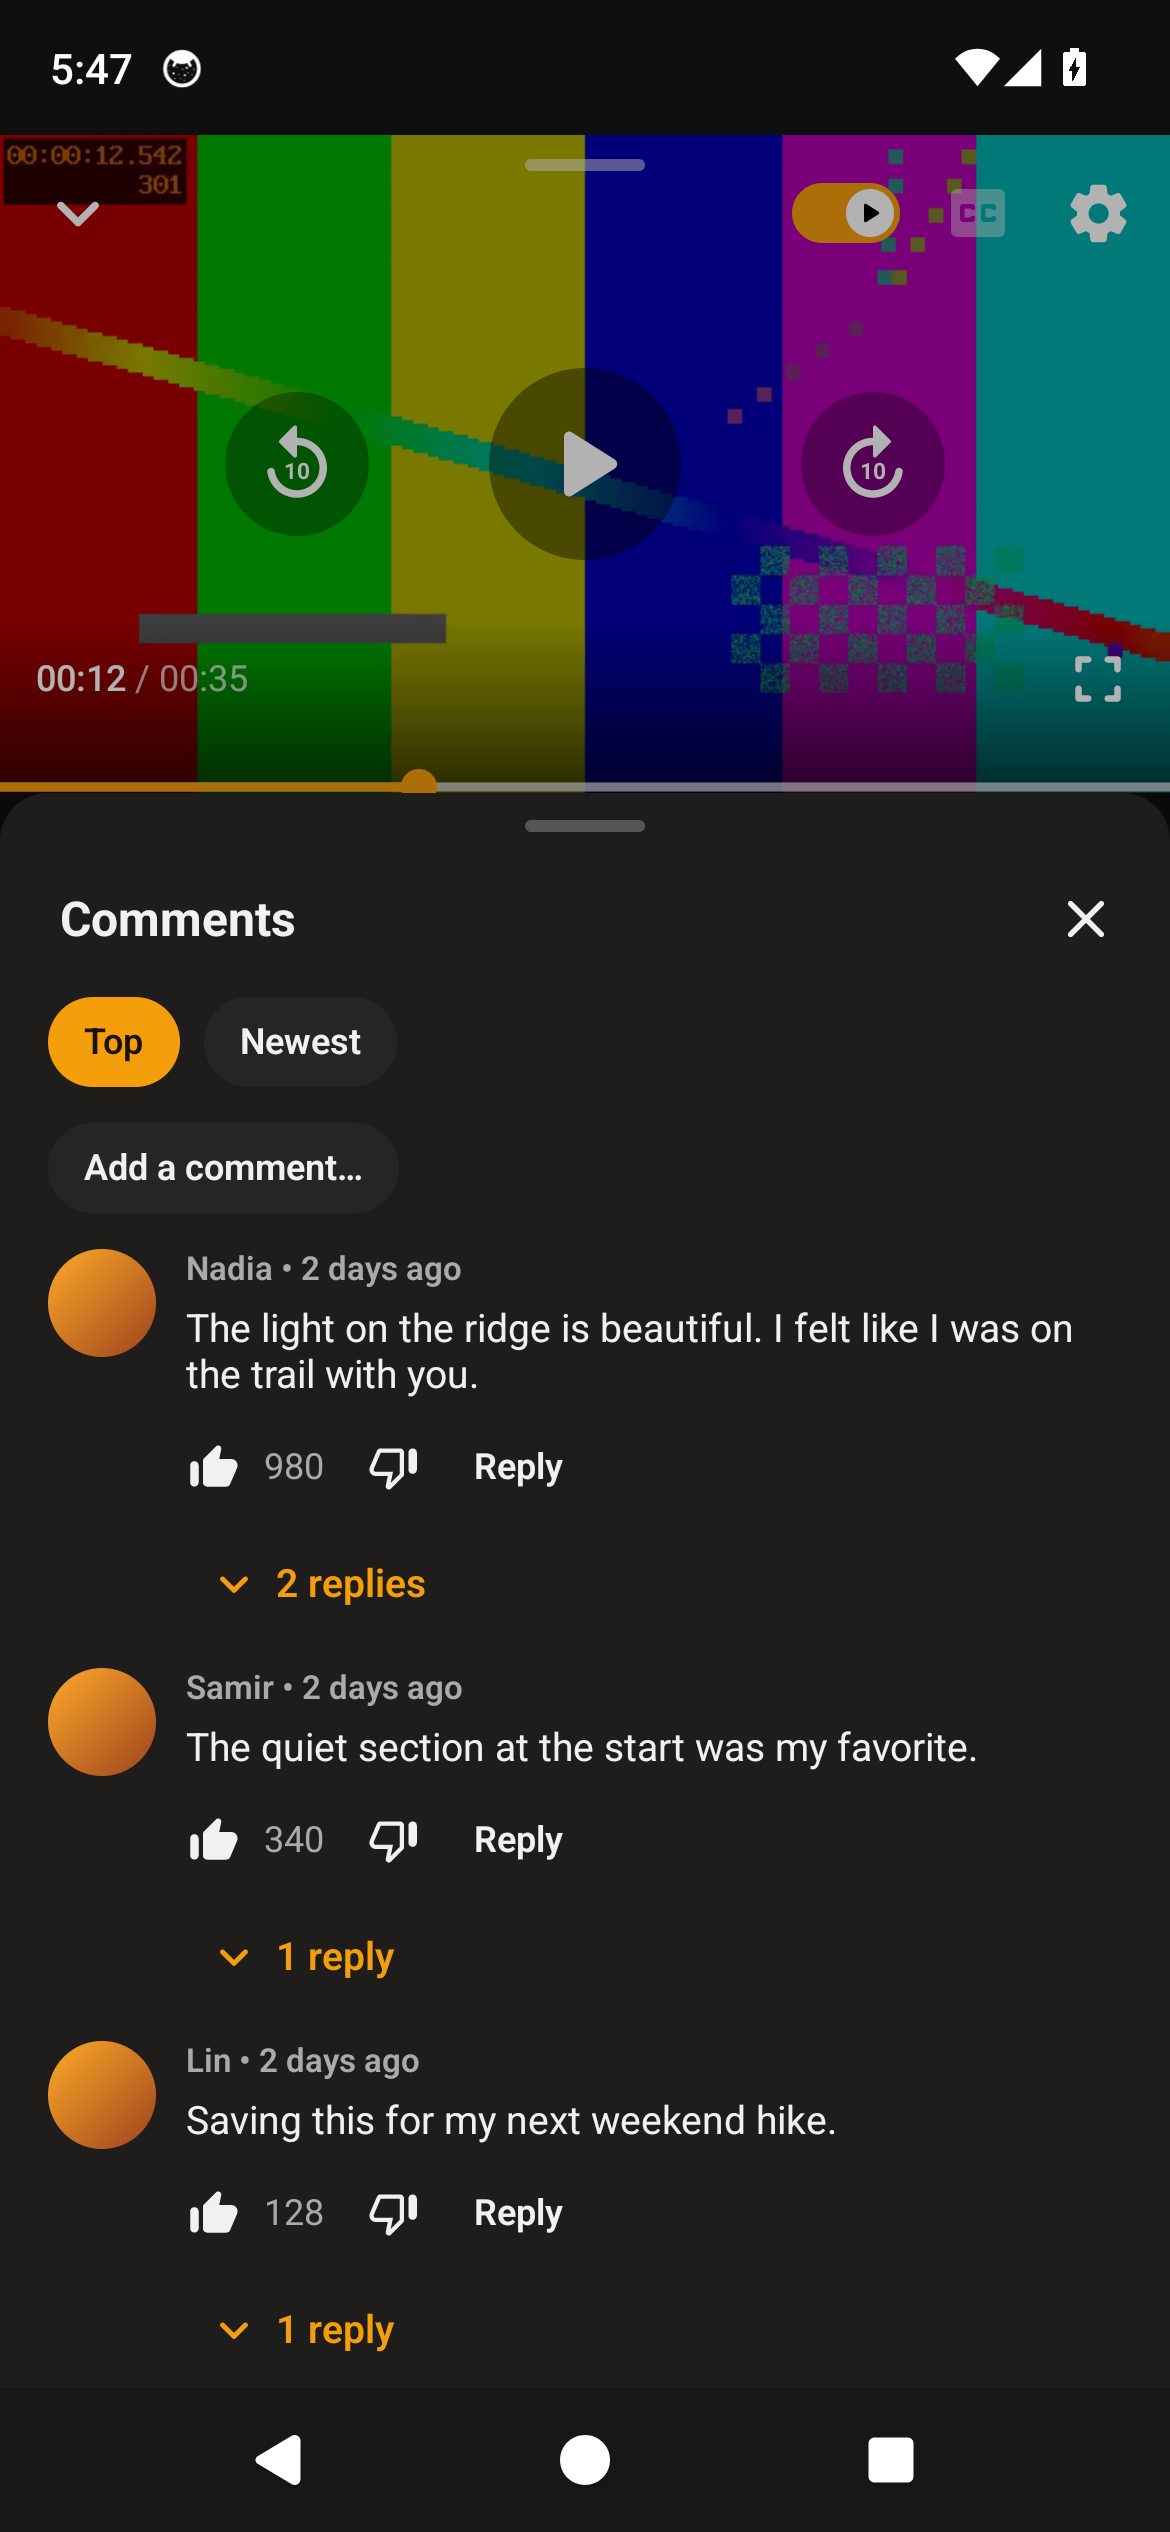 5:47
00:00:12.542
301
CC
10
10
00:12 / 00:35
Comments
Top
Newest
Add a comment...
Nadia • 2 days ago
The light on the ridge is beautiful. I felt like I was on
the trail with you.
980
Reply
2 replies
Samir • 2 days ago
The quiet section at the start was my favorite.
340
Reply
1 reply
Lin • 2 days ago
Saving this for my next weekend hike.
128
Reply
1 reply